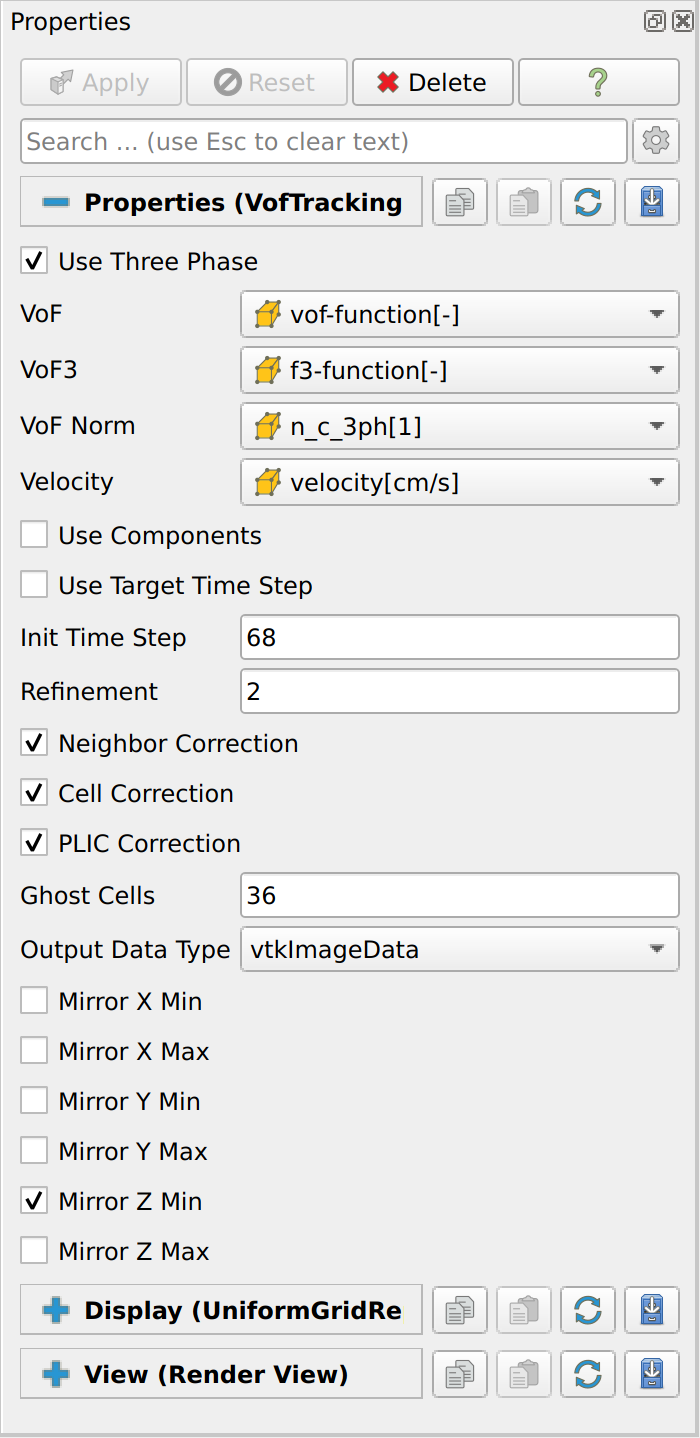 Properties
Apply Reset Delete ?
Search ... (use Esc to clear text)
Properties (VofTracking
Use Three Phase
VoF vof-function[-]
VoF3 f3-function[-]
VoF Norm n_c_3ph[1]
Velocity velocity[cm/s]
Use Components
Use Target Time Step
Init Time Step 68
Refinement 2
Neighbor Correction
Cell Correction
PLIC Correction
Ghost Cells 36
Output Data Type vtkImageData
Mirror X Min
Mirror X Max
Mirror Y Min
Mirror Y Max
Mirror Z Min
Mirror Z Max
Display (UniformGridRe
View (Render View)